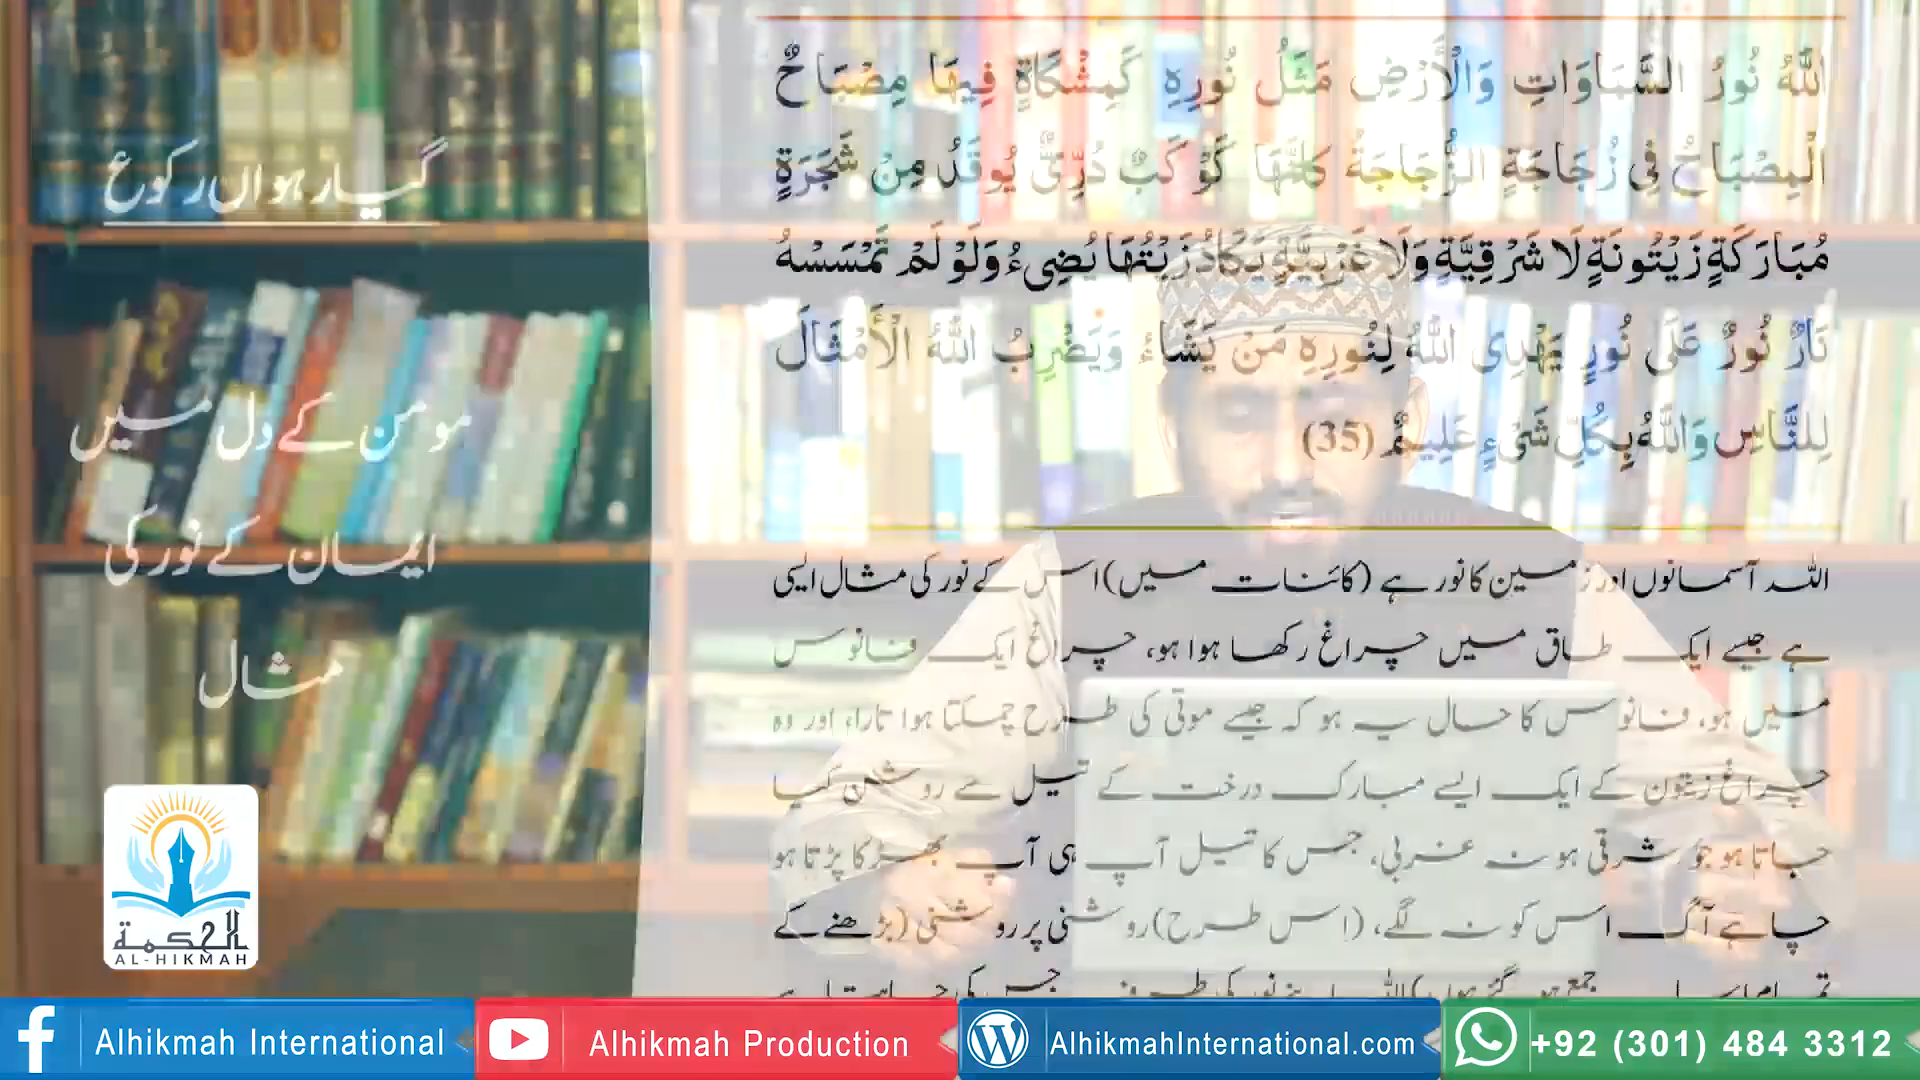 گیارہواں رکوع
مومن کے دل میں
ایمان کے نور کی
مثال
اللَّهُ نُورُ السَّمَاوَاتِ وَالْأَرْضِ مَثَلُ نُورِهِ كَمِشْكَاةٍ فِيهَا مِصْبَاحٌ
الْمِصْبَاحُ فِي زُجَاجَةٍ الزُّجَاجَةُ كَأَنَّهَا كَوْكَبٌ دُرِّيٌّ يُوقَدُ مِنْ شَجَرَةٍ
مُبَارَكَةٍ زَيْتُونَةٍ لَا شَرْقِيَّةٍ وَلَا غَرْبِيَّةٍ يَكَادُ زَيْتُهَا يُضِيءُ وَلَوْ لَمْ تَمْسَسْهُ
نَارٌ نُورٌ عَلَى نُورٍ يَهْدِي اللَّهُ لِنُورِهِ مَنْ يَشَاءُ وَيَضْرِبُ اللَّهُ الْأَمْثَالَ
لِلنَّاسِ وَاللَّهُ بِكُلِّ شَيْءٍ عَلِيمٌ (35)
اللہ آسمانوں اور زمین کا نور ہے (کائنات میں) اس کے نور کی مثال ایسی
ہے جیسے ایک طاق میں چراغ رکھا ہوا ہو، چراغ ایک فانوس
میں ہو، فانوس کا حال یہ ہو کہ جیسے موتی کی طرح چمکتا ہوا تارا، اور وہ
چراغ زیتون کے ایک ایسے مبارک درخت کے تیل سے روشن کیا
جاتا ہو جو شرقی ہو نہ غربی، جس کا تیل آپ ہی آپ بھڑکا پڑتا ہو
چاہے آگ اس کو نہ لگے، (اس طرح) روشنی پر روشنی (بڑھنے کے
الحکمة
AL-HIKMAH
Alhikmah International
Alhikmah Production
AlhikmahInternational.com
+92 (301) 484 3312